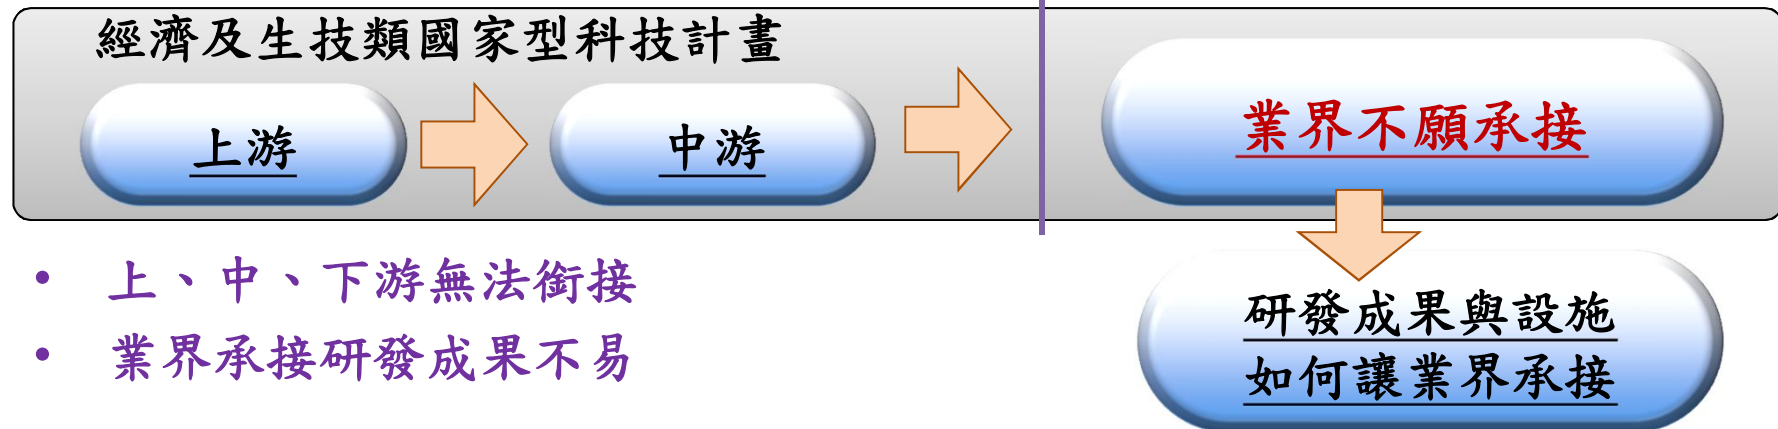 經濟及生技類國家型科技計畫
上游
中游
業界不願承接
• 上、中、下游無法銜接
• 業界承接研發成果不易
研發成果與設施
如何讓業界承接